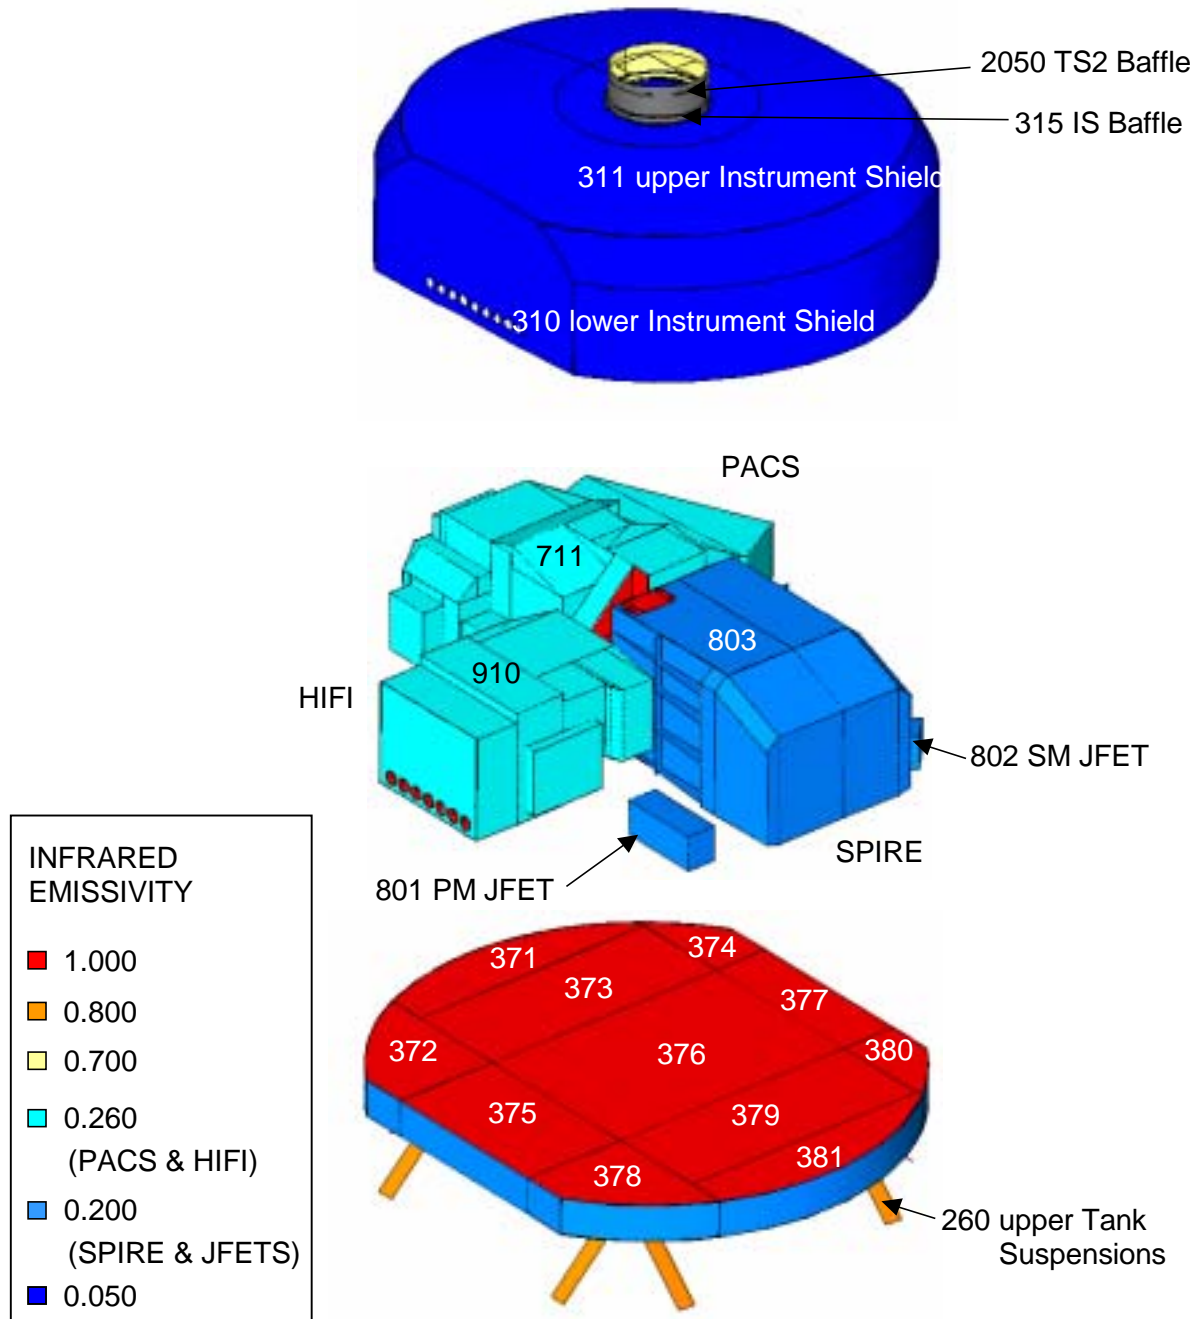 2050 TS2 Baffle
315 IS Baffle
311 upper Instrument Shield
310 lower Instrument Shield
PACS
711
803
910
HIFI
802 SM JFET
SPIRE
801 PM JFET
INFRARED
EMISSIVITY
1.000
0.800
0.700
0.260
(PACS & HIFI)
0.200
(SPIRE & JFETS)
0.050
371
374
373
377
372
376
380
375
379
381
378
260 upper Tank
Suspensions